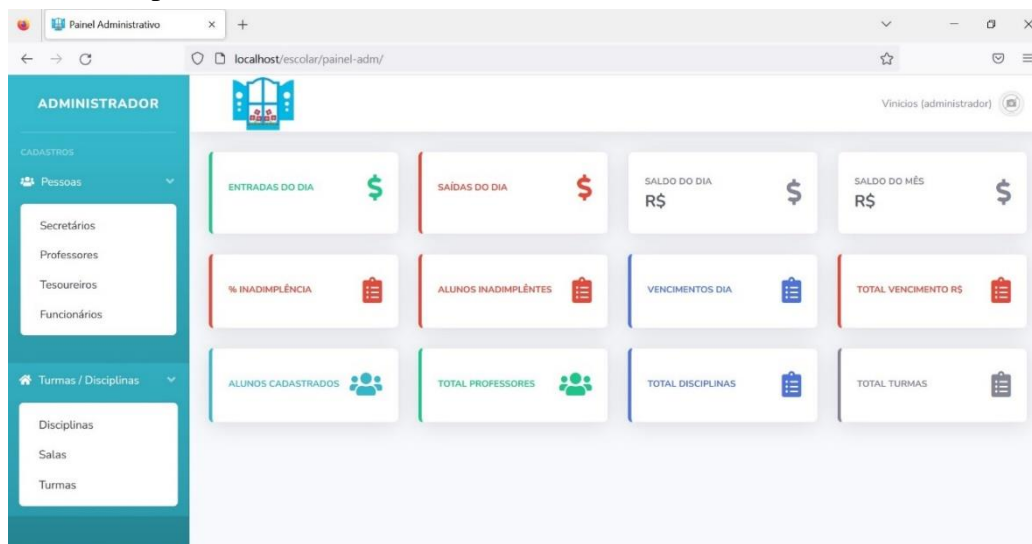 Painel Administrativo
localhost/escolar/painel-adm/
ADMINISTRADOR
Vinicios (administrador)
CADASTROS
Pessoas
Secretários
Professores
Tesoureiros
Funcionários
Turmas / Disciplinas
Disciplinas
Salas
Turmas
ENTRADAS DO DIA
SAÍDAS DO DIA
SALDO DO DIA
R$
SALDO DO MÊS
R$
% INADIMPLÊNCIA
ALUNOS INADIMPLÊNTES
VENCIMENTOS DIA
TOTAL VENCIMENTO R$
ALUNOS CADASTRADOS
TOTAL PROFESSORES
TOTAL DISCIPLINAS
TOTAL TURMAS